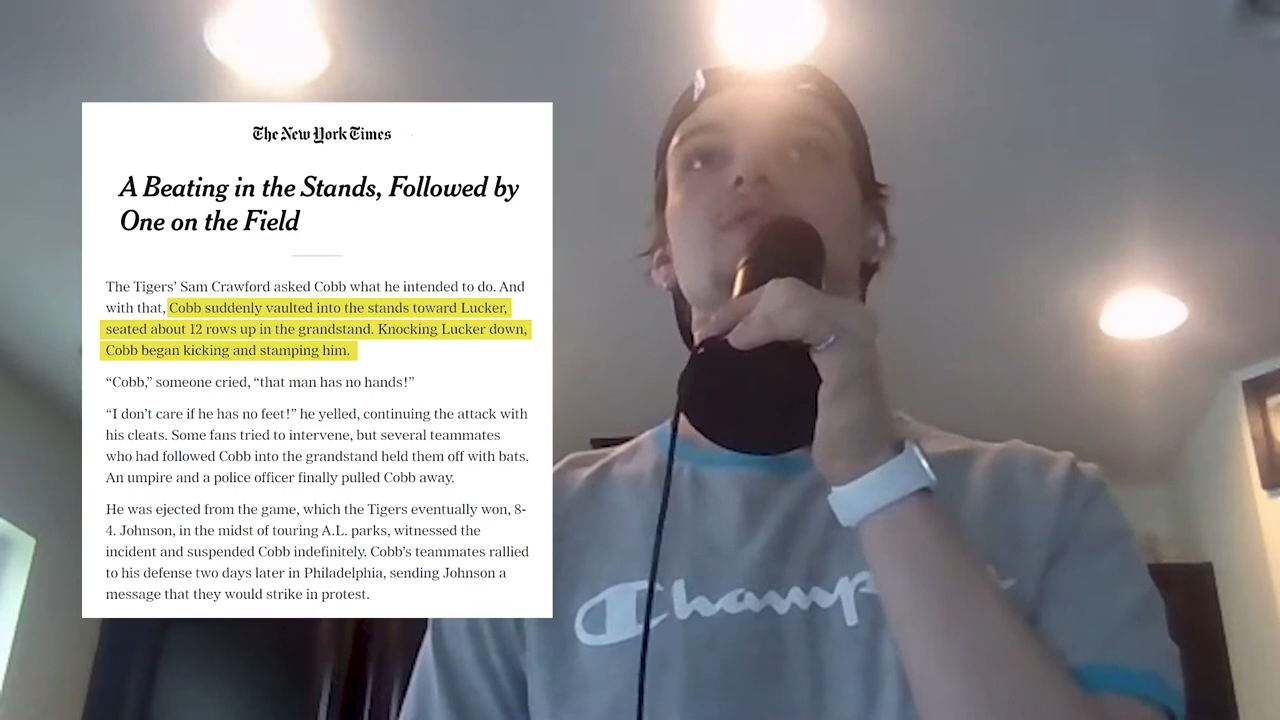 The New York Times
A Beating in the Stands, Followed by
One on the Field
The Tigers’ Sam Crawford asked Cobb what he intended to do. And
with that, Cobb suddenly vaulted into the stands toward Lucker,
seated about 12 rows up in the grandstand. Knocking Lucker down,
Cobb began kicking and stamping him.
“Cobb,” someone cried, “that man has no hands!”
“I don’t care if he has no feet!” he yelled, continuing the attack with
his cleats. Some fans tried to intervene, but several teammates
who had followed Cobb into the grandstand held them off with bats.
An umpire and a police officer finally pulled Cobb away.
He was ejected from the game, which the Tigers eventually won, 8-
4. Johnson, in the midst of touring A.L. parks, witnessed the
incident and suspended Cobb indefinitely. Cobb’s teammates rallied
to his defense two days later in Philadelphia, sending Johnson a
message that they would strike in protest.
Champ